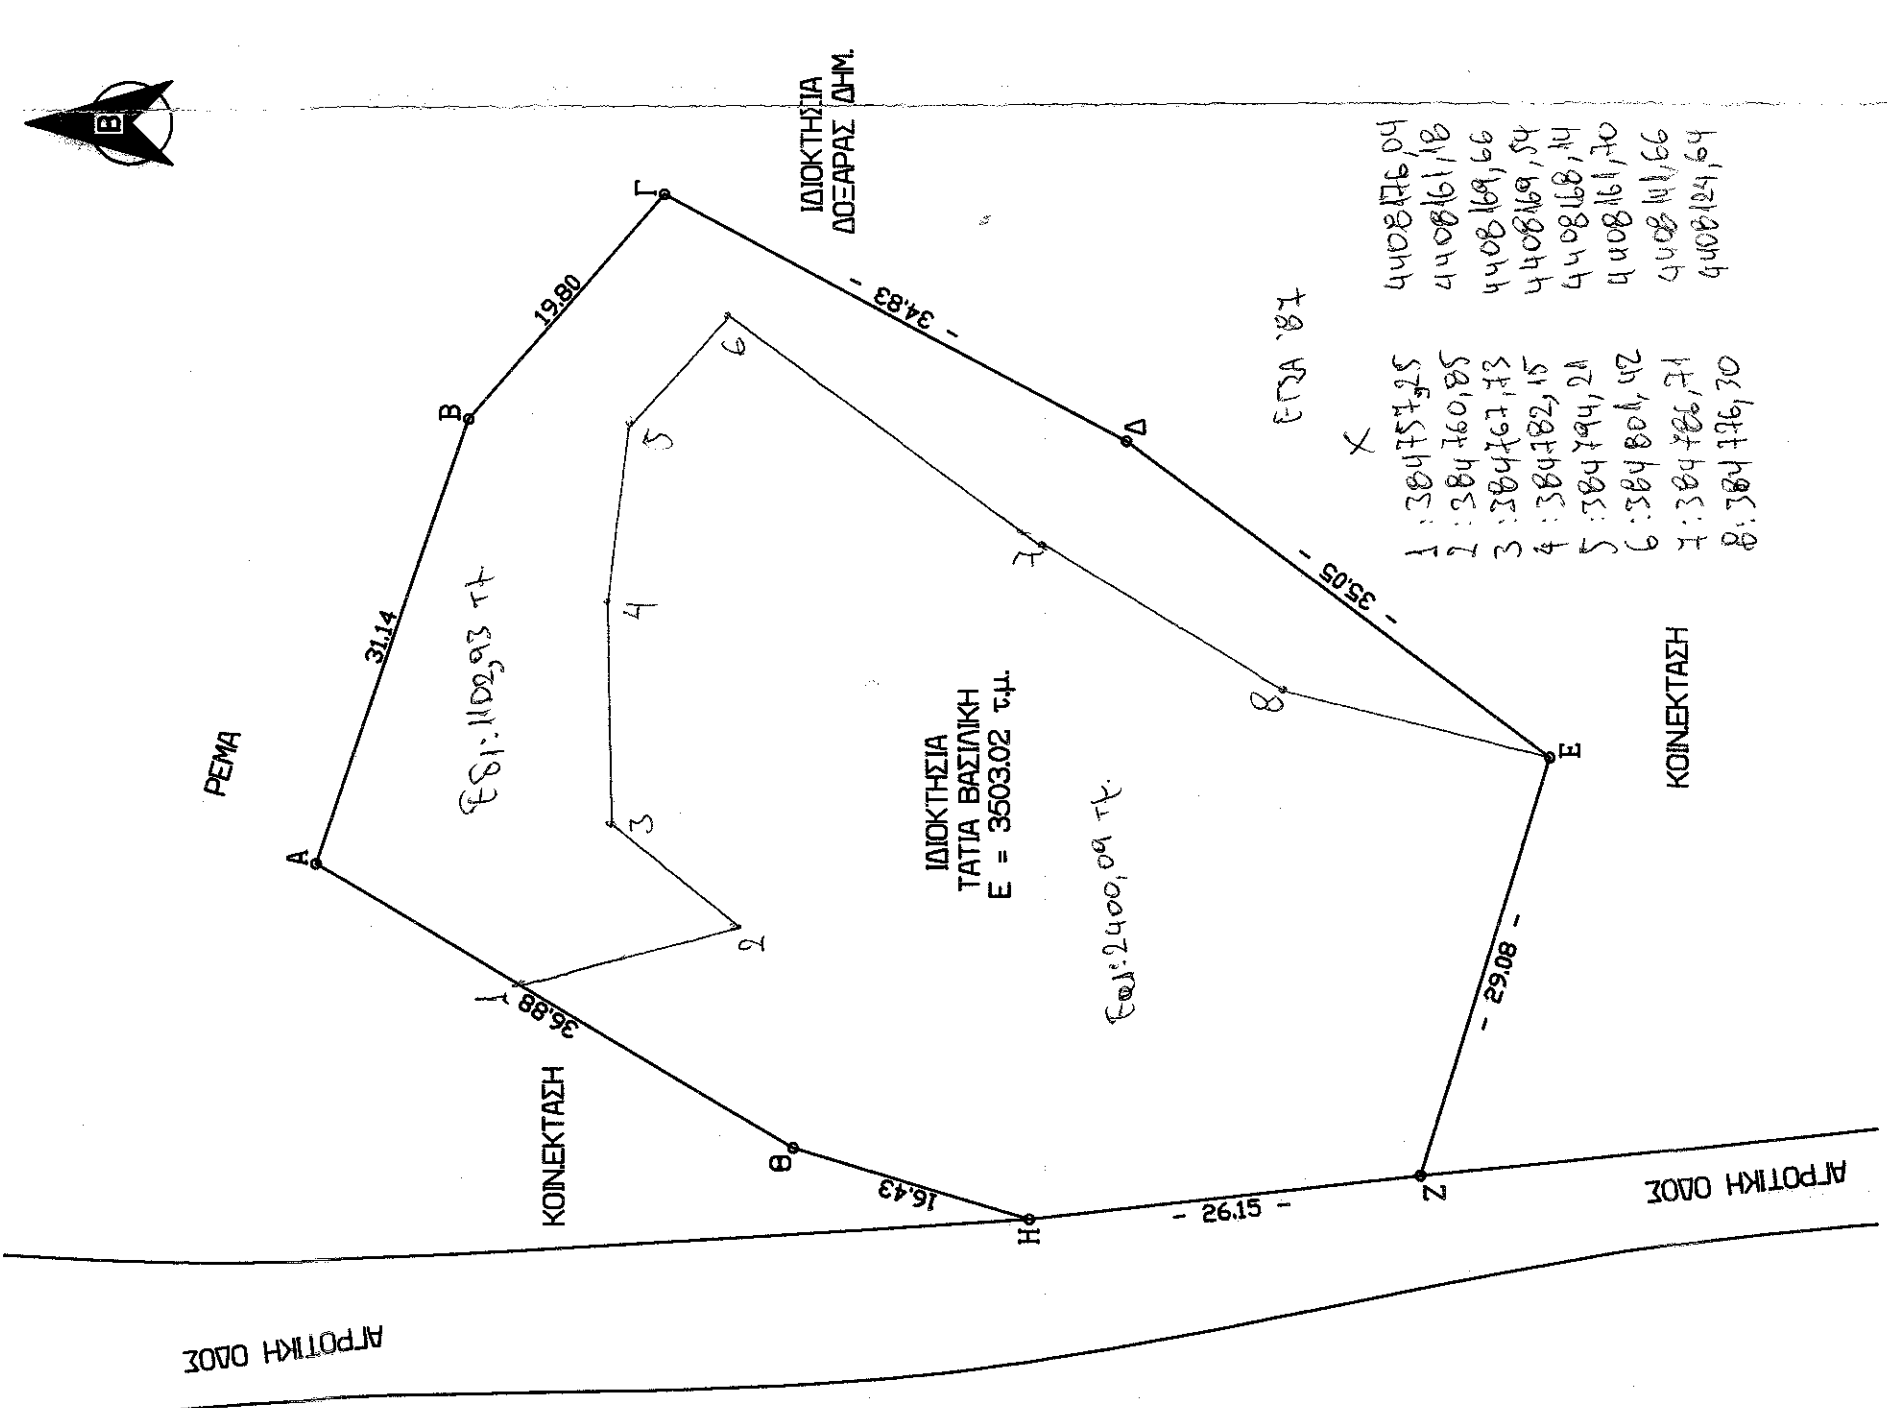 Β
ΡΕΜΑ
Α
31.14
Β
19.80
Γ
ΙΔΙΟΚΤΗΣΙΑ
ΔΟΞΑΡΑΣ ΔΗΜ.
- 34.83 -
Δ
- 35.05 -
Ε
ΚΟΙΝ.ΕΚΤΑΣΗ
- 29.08 -
Ζ
- 26.15 -
Η
16.43
Θ
36.88
ΚΟΙΝ.ΕΚΤΑΣΗ
ΑΓΡΟΤΙΚΗ ΟΔΟΣ
ΑΓΡΟΤΙΚΗ ΟΔΟΣ
ΙΔΙΟΚΤΗΣΙΑ
ΤΑΤΙΑ ΒΑΣΙΛΙΚΗ
Ε = 3503.02 τ.μ.
Εδ1: 1102,93 τμ
Εα1: 2400,09 τμ.
1
2
3
4
5
6
7
8
ΕΓΣΑ '87
Χ
1: 384757,25 4408176,04
2: 384760,85 4408161,18
3: 384767,73 4408169,66
4: 384782,15 4408169,54
5: 384794,21 4408168,14
6: 384801,42 4408161,70
7: 384786,71 4408141,66
8: 384776,30 4408124,64